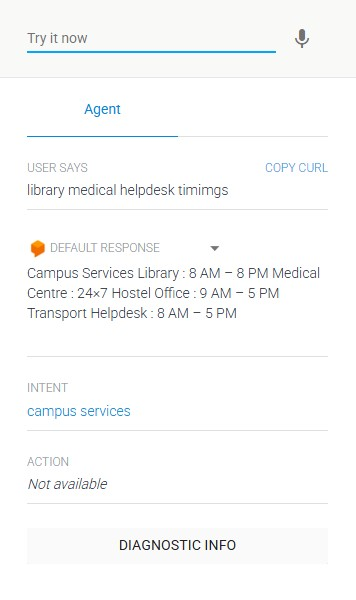 Try it now
Agent
USER SAYS COPY CURL
library medical helpdesk timimgs
DEFAULT RESPONSE
Campus Services Library : 8 AM – 8 PM Medical
Centre : 24×7 Hostel Office : 9 AM – 5 PM
Transport Helpdesk : 8 AM – 5 PM
INTENT
campus services
ACTION
Not available
DIAGNOSTIC INFO